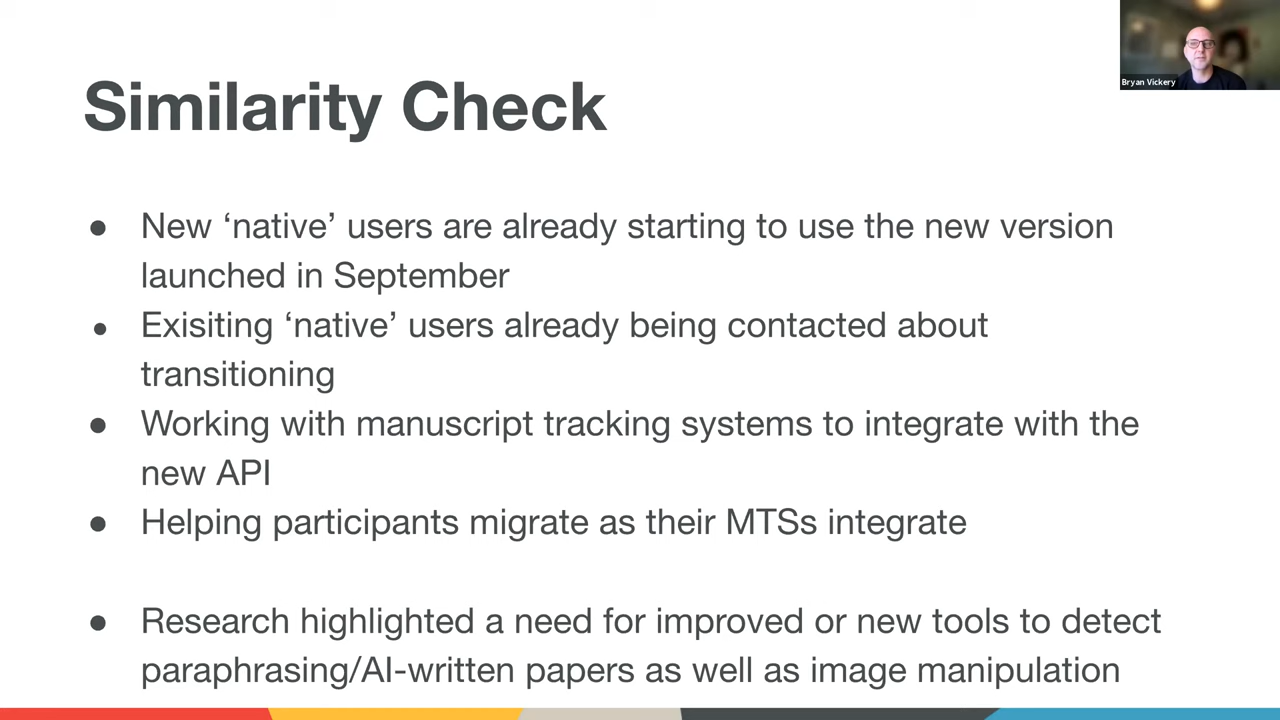 Similarity Check
Bryan Vickery
● New ‘native’ users are already starting to use the new version
launched in September
● Exisiting ‘native’ users already being contacted about
transitioning
● Working with manuscript tracking systems to integrate with the
new API
● Helping participants migrate as their MTSs integrate
● Research highlighted a need for improved or new tools to detect
paraphrasing/AI-written papers as well as image manipulation